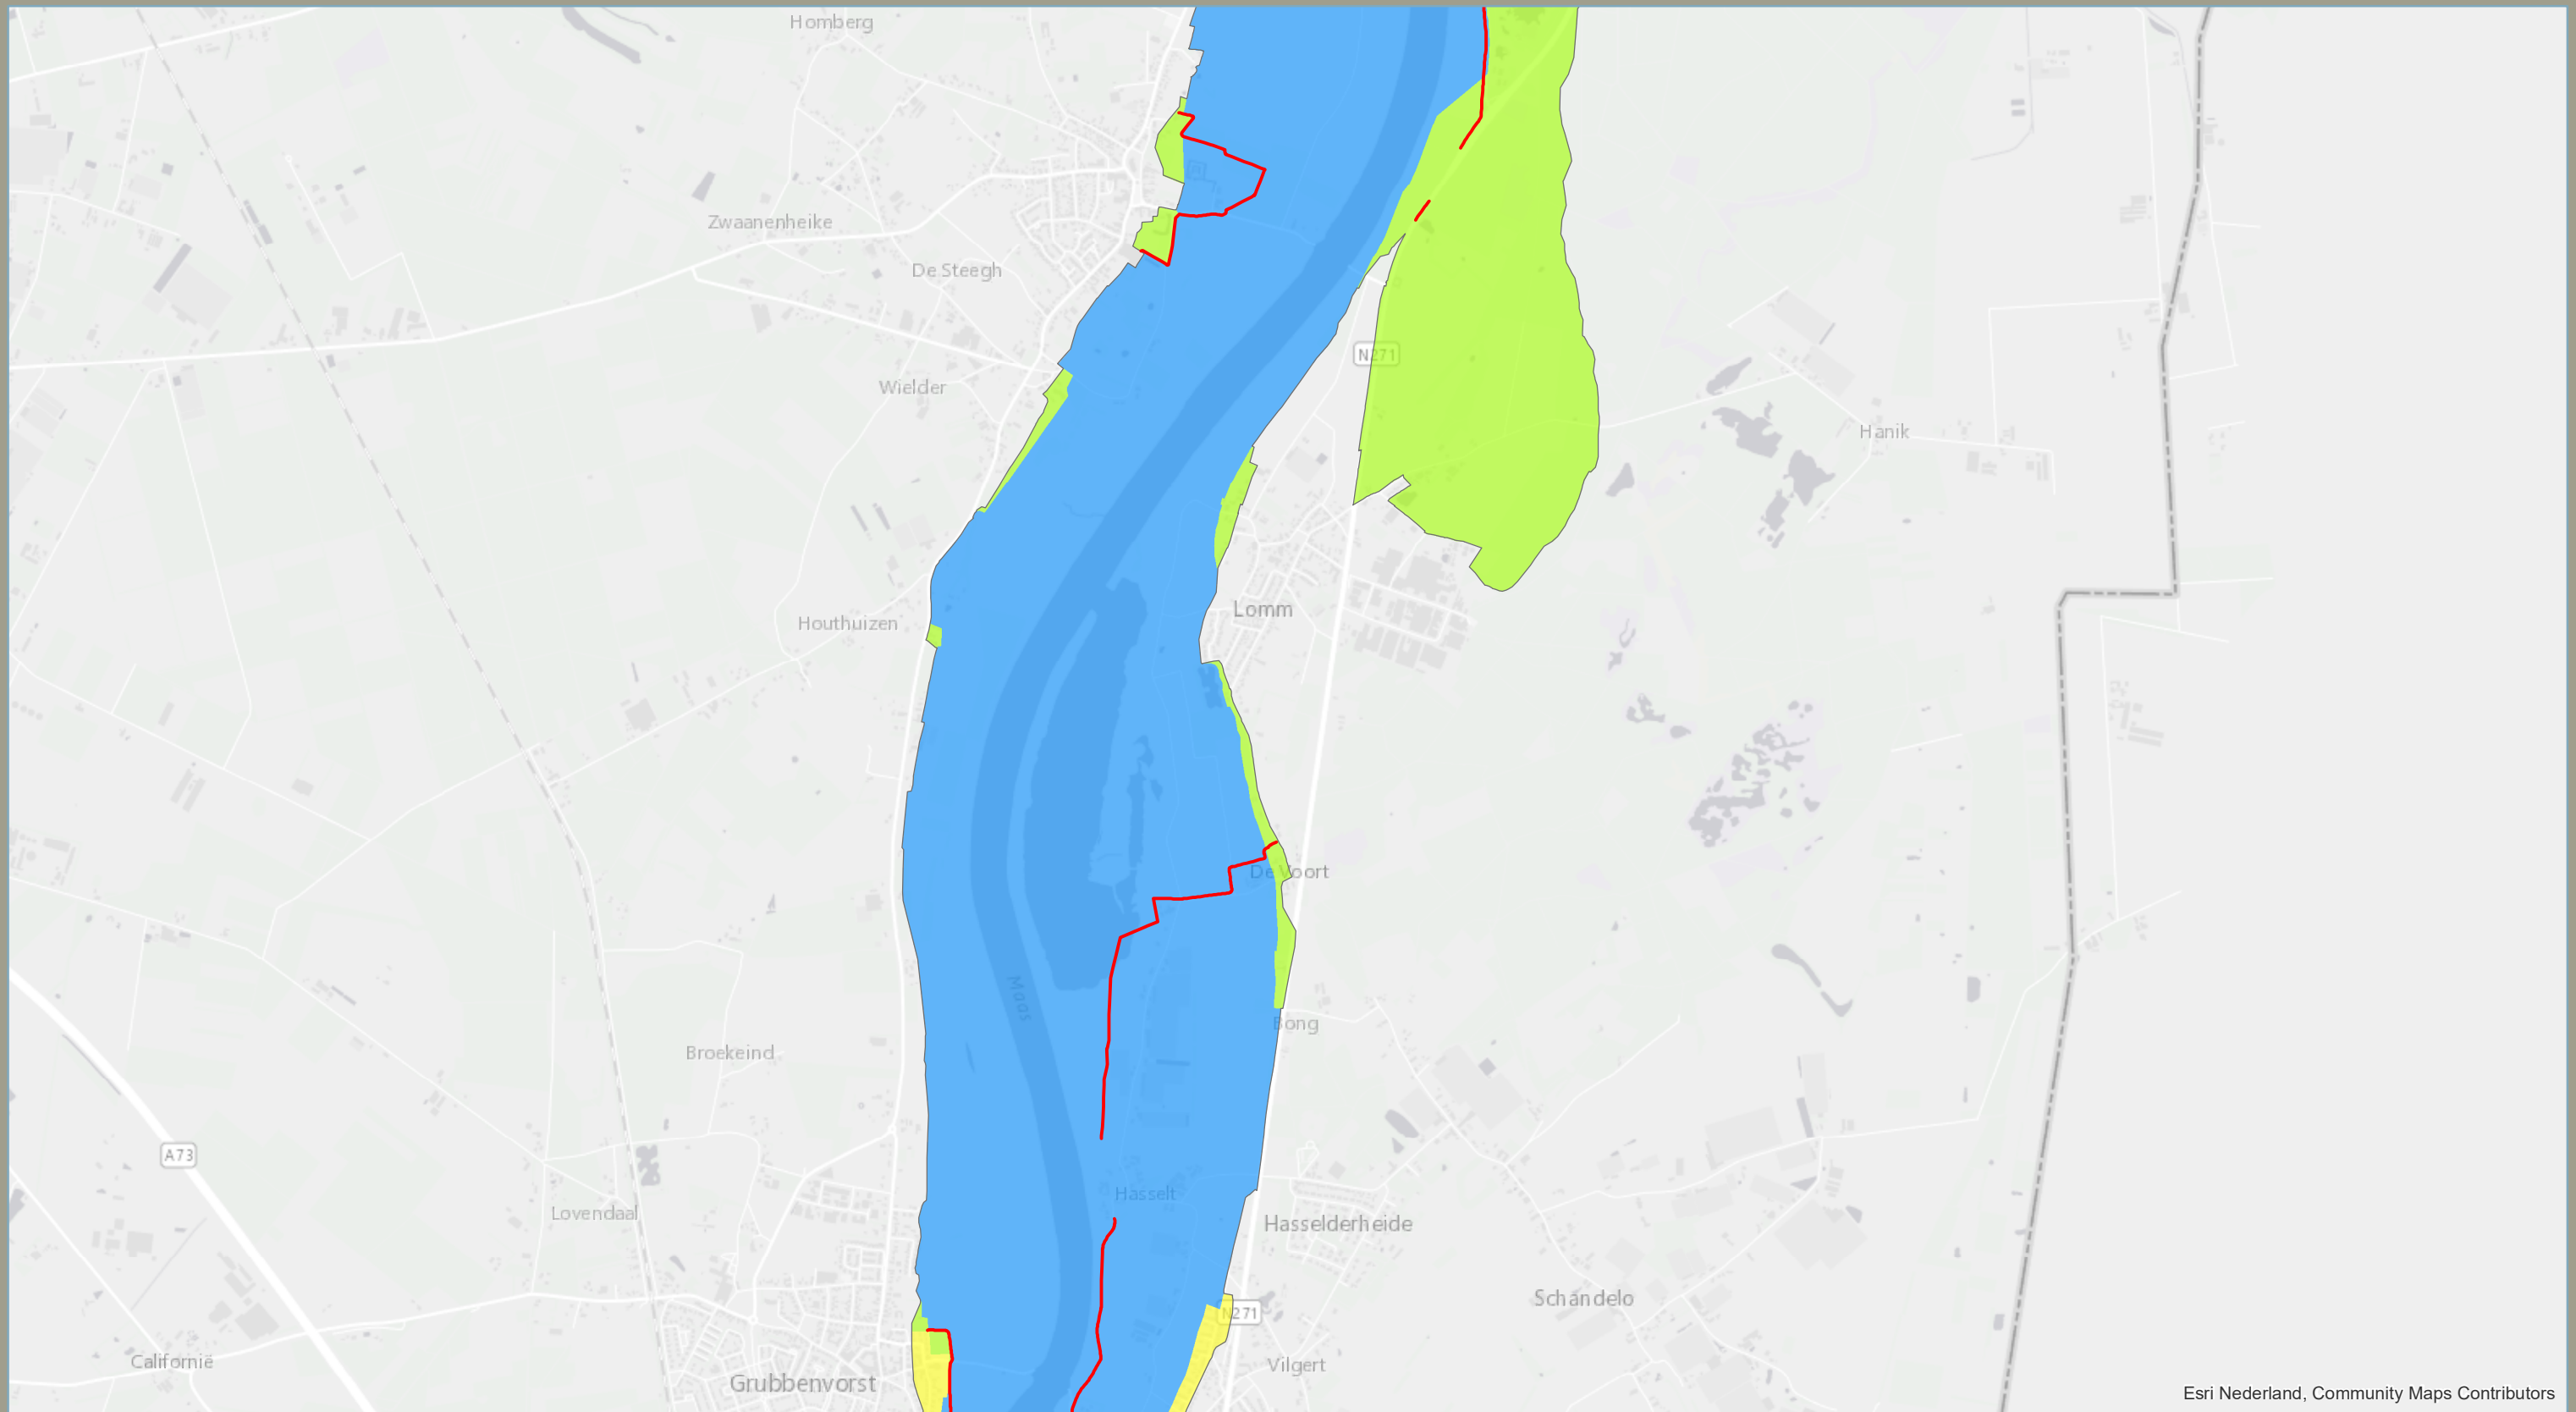 Homberg
Zwaanenheike
De Steegh
N271
Wielder
Hanik
Lomm
Houthuizen
De Voort
Maas
Bong
Broekeind
A73
Hasselt
Lovendaal
Hasselderheide
Schandelo
N271
Californië
Vilgert
Grubbenvorst
Esri Nederland, Community Maps Contributors